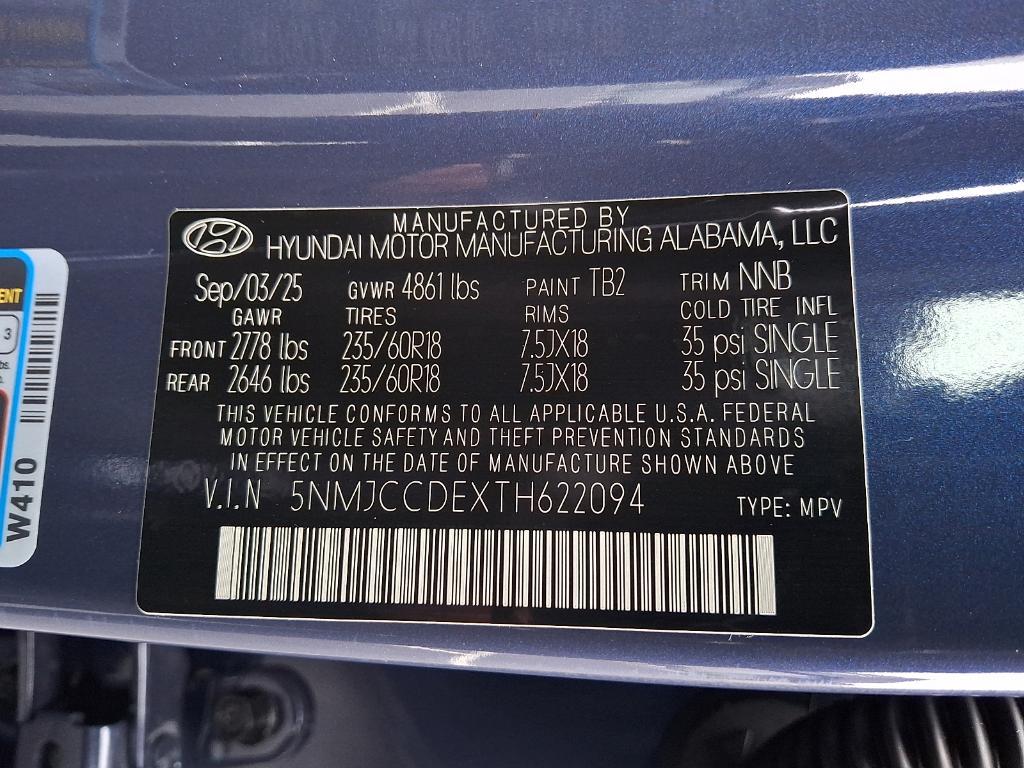 MANUFACTURED BY
HYUNDAI MOTOR MANUFACTURING ALABAMA, LLC
Sep/03/25 GVWR 4861 lbs PAINT TB2 TRIM NNB
GAWR TIRES RIMS COLD TIRE INFL
FRONT 2778 lbs 235/60R18 7.5JX18 35 psi SINGLE
REAR 2646 lbs 235/60R18 7.5JX18 35 psi SINGLE
THIS VEHICLE CONFORMS TO ALL APPLICABLE U.S.A. FEDERAL
MOTOR VEHICLE SAFETY AND THEFT PREVENTION STANDARDS
IN EFFECT ON THE DATE OF MANUFACTURE SHOWN ABOVE
V.I.N 5NMJCCDEXTH622094 TYPE: MPV
3
W410